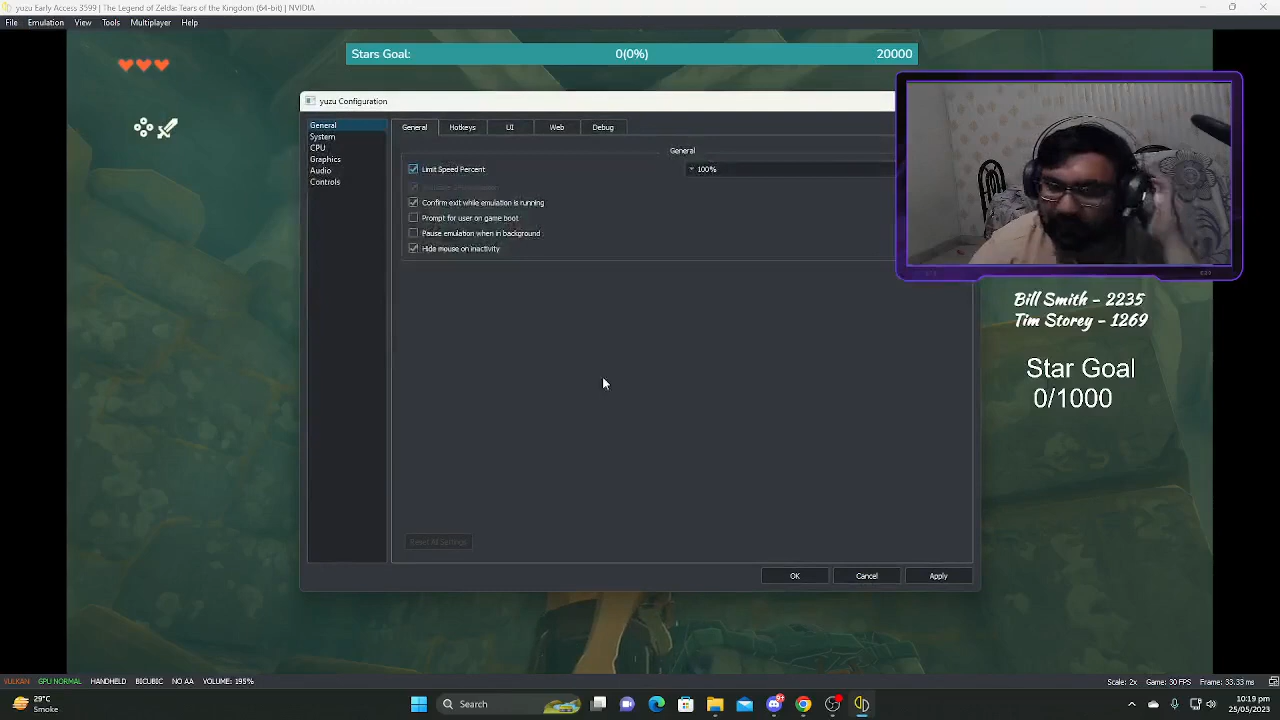 yuzu Early Access 3599 | The Legend of Zelda: Tears of the Kingdom (64-bit) | NVIDIA
File Emulation View Tools Multiplayer Help
Stars Goal: 0(0%) 20000
yuzu Configuration
General
System
CPU
Graphics
Audio
Controls
General Hotkeys UI Web Debug
General
Limit Speed Percent 100%
Confirm exit while emulation is running
Prompt for user on game boot
Pause emulation when in background
Hide mouse on inactivity
Reset All Settings
OK Cancel Apply
Bill Smith - 2235
Tim Storey - 1269
Star Goal
0/1000
VULKAN GPU NORMAL HANDHELD BICUBIC NO AA VOLUME: 195% Scale: 2x Game: 30 FPS Frame: 33.33 ms
29°C
Smoke
Search
10:19 pm
25/05/2023